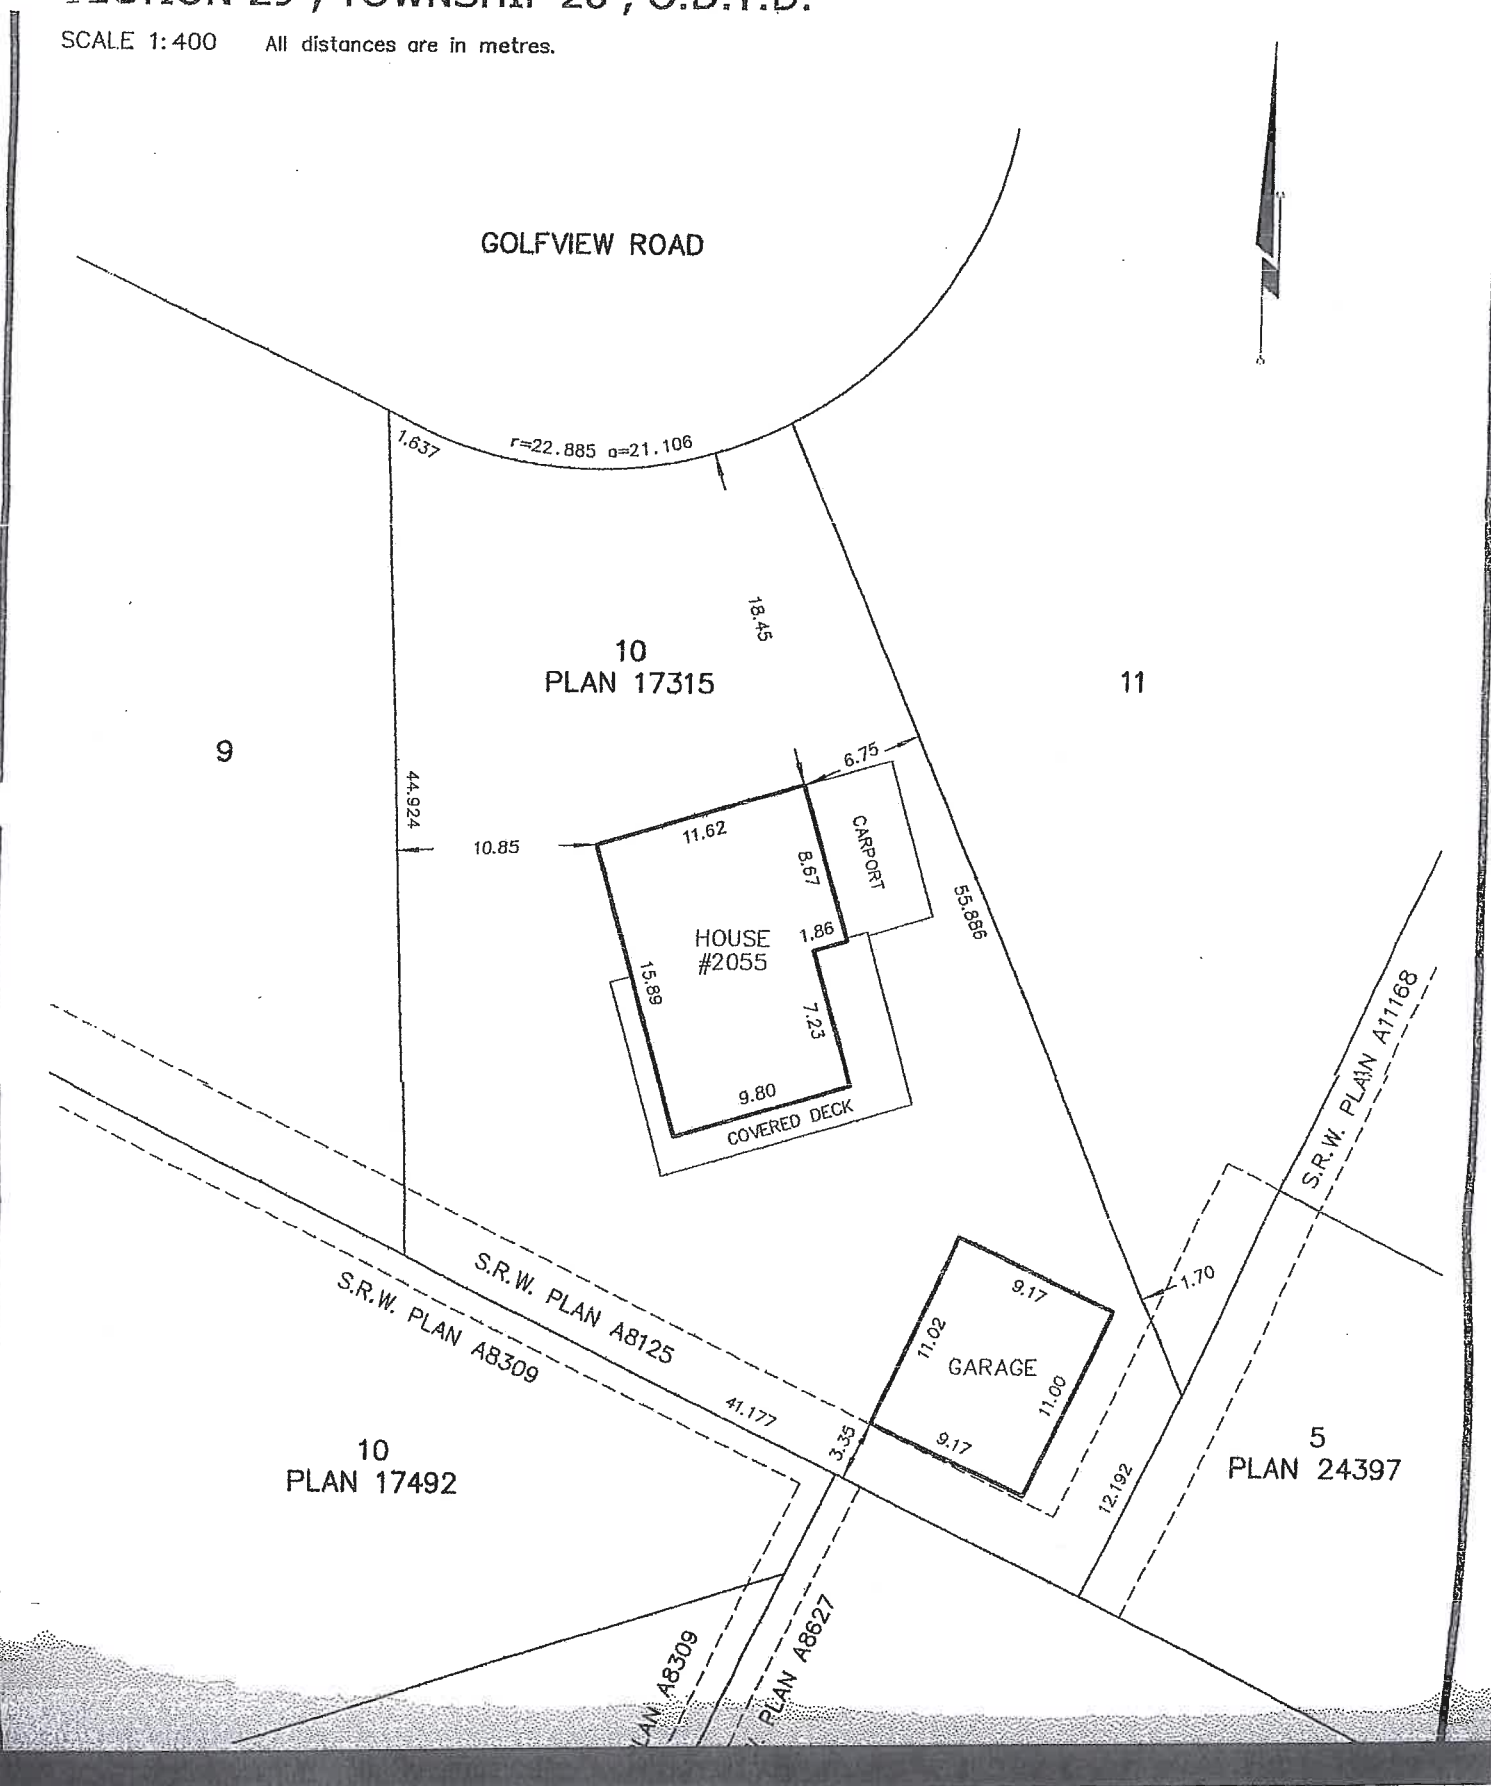 29 , TOWNSHIP 26 , O.D.Y.D.
SCALE 1:400 All distances are in metres.
GOLFVIEW ROAD
1.637
r=22.885 a=21.106
18.45
10
PLAN 17315
11
9
44.924
6.75
10.85
11.62
8.67
CARPORT
55.886
1.86
HOUSE
#2055
15.89
7.23
9.80
COVERED DECK
S.R.W. PLAN A11168
S.R.W. PLAN A8125
S.R.W. PLAN A8309
9.17
1.70
11.02
GARAGE
11.00
41.177
3.35
9.17
12.192
10
PLAN 17492
5
PLAN 24397
PLAN A8309
PLAN A8627